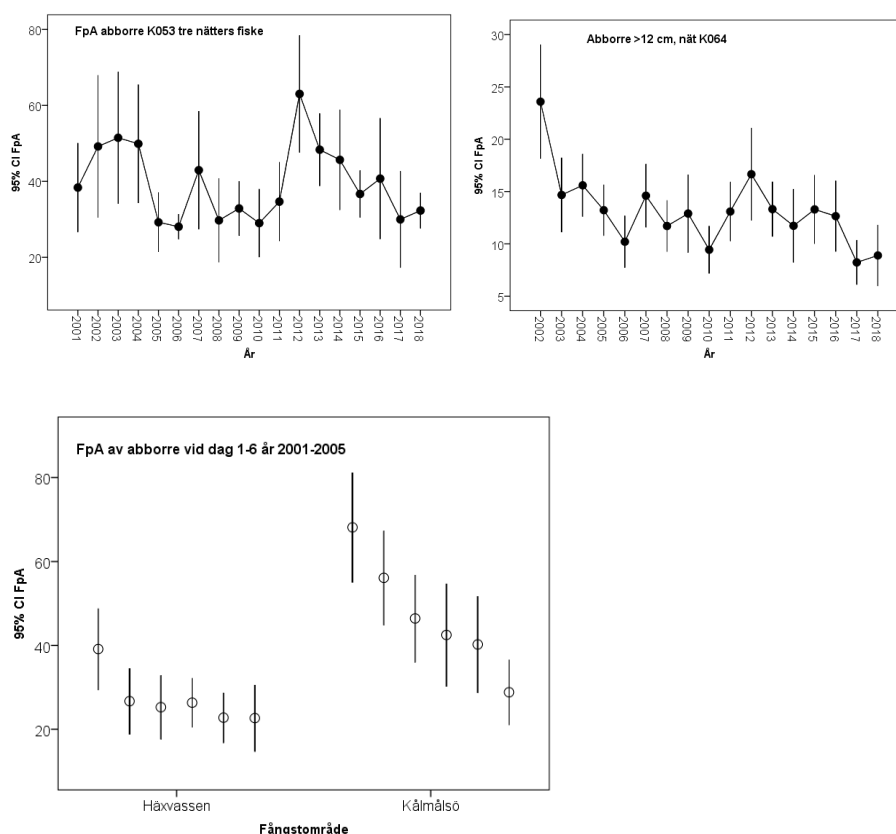 FpA abborre K053 tre nätters fiske
95% CI FpA
80
60
40
20
2001 2002 2003 2004 2005 2006 2007 2008 2009 2010 2011 2012 2013 2014 2015 2016 2017 2018
År
Abborre >12 cm, nät K064
95% CI FpA
30
25
20
15
10
5
2002 2003 2004 2005 2006 2007 2008 2009 2010 2011 2012 2013 2014 2015 2016 2017 2018
År
FpA av abborre vid dag 1-6 år 2001-2005
95% CI FpA
80
60
40
20
Häxvassen Kålmålsö
Fångstområde